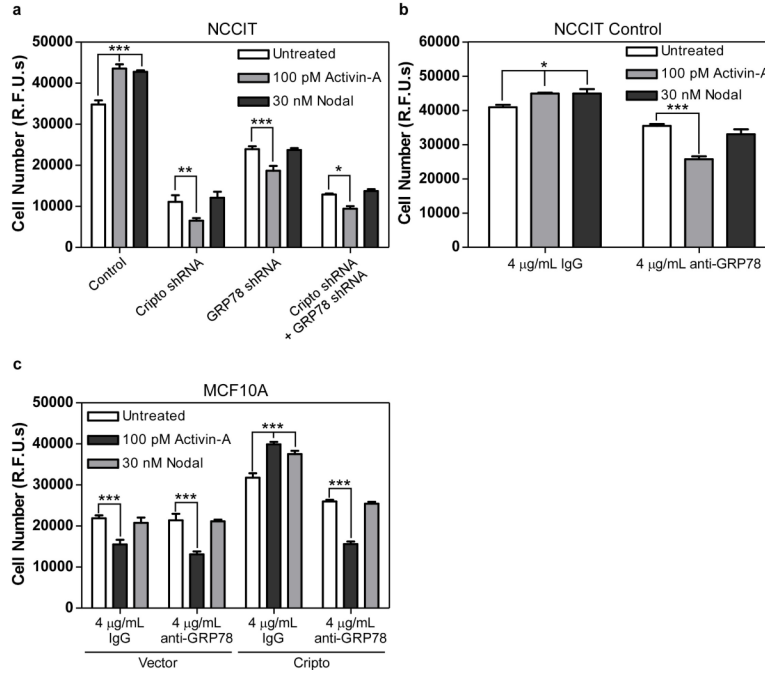 a
NCCIT
50000
40000
30000
20000
10000
0
Cell Number (R.F.U.s)
***
**
***
*
Untreated
100 pM Activin-A
30 nM Nodal
Control
Cripto shRNA
GRP78 shRNA
Cripto shRNA
+ GRP78 shRNA
b
NCCIT Control
60000
50000
40000
30000
20000
10000
0
Cell Number (R.F.U.s)
*
***
Untreated
100 pM Activin-A
30 nM Nodal
4 µg/mL IgG
4 µg/mL anti-GRP78
c
MCF10A
50000
40000
30000
20000
10000
0
Cell Number (R.F.U.s)
Untreated
100 pM Activin-A
30 nM Nodal
***
***
***
***
4 µg/mL
IgG
4 µg/mL
anti-GRP78
4 µg/mL
IgG
4 µg/mL
anti-GRP78
Vector
Cripto